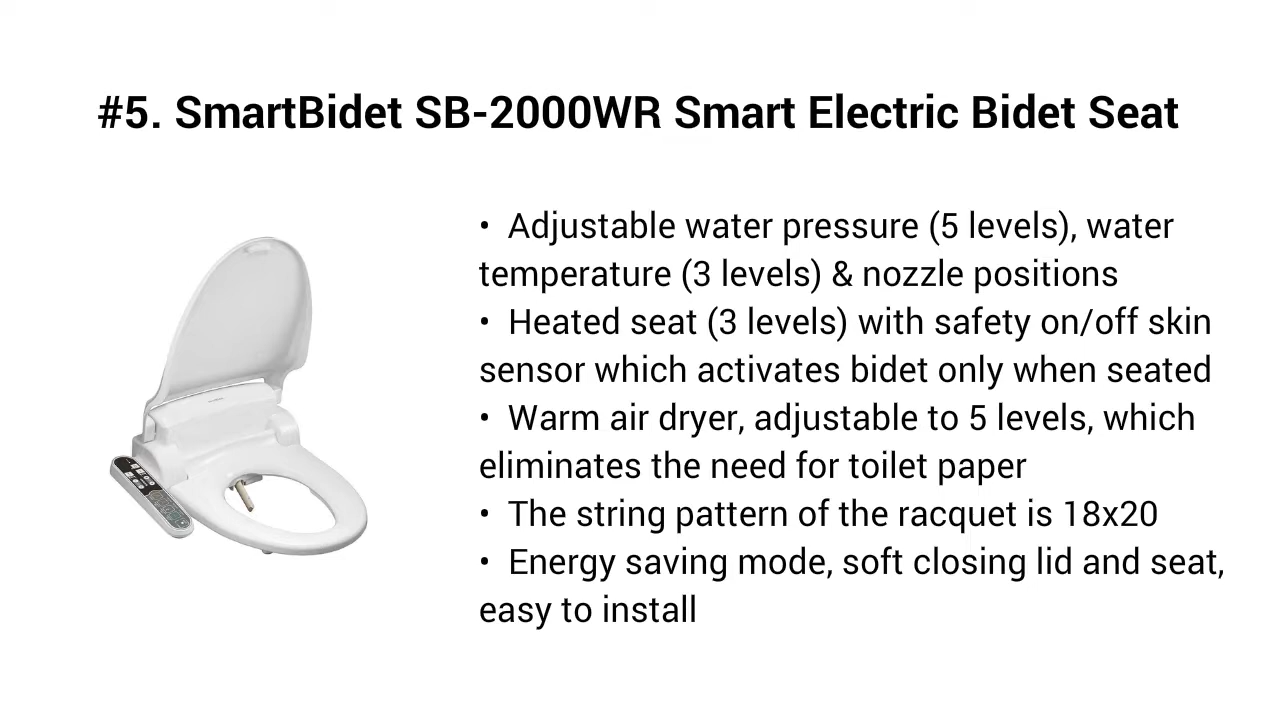 #5. SmartBidet SB-2000WR Smart Electric Bidet Seat
• Adjustable water pressure (5 levels), water
temperature (3 levels) & nozzle positions
• Heated seat (3 levels) with safety on/off skin
sensor which activates bidet only when seated
• Warm air dryer, adjustable to 5 levels, which
eliminates the need for toilet paper
• The string pattern of the racquet is 18x20
• Energy saving mode, soft closing lid and seat,
easy to install